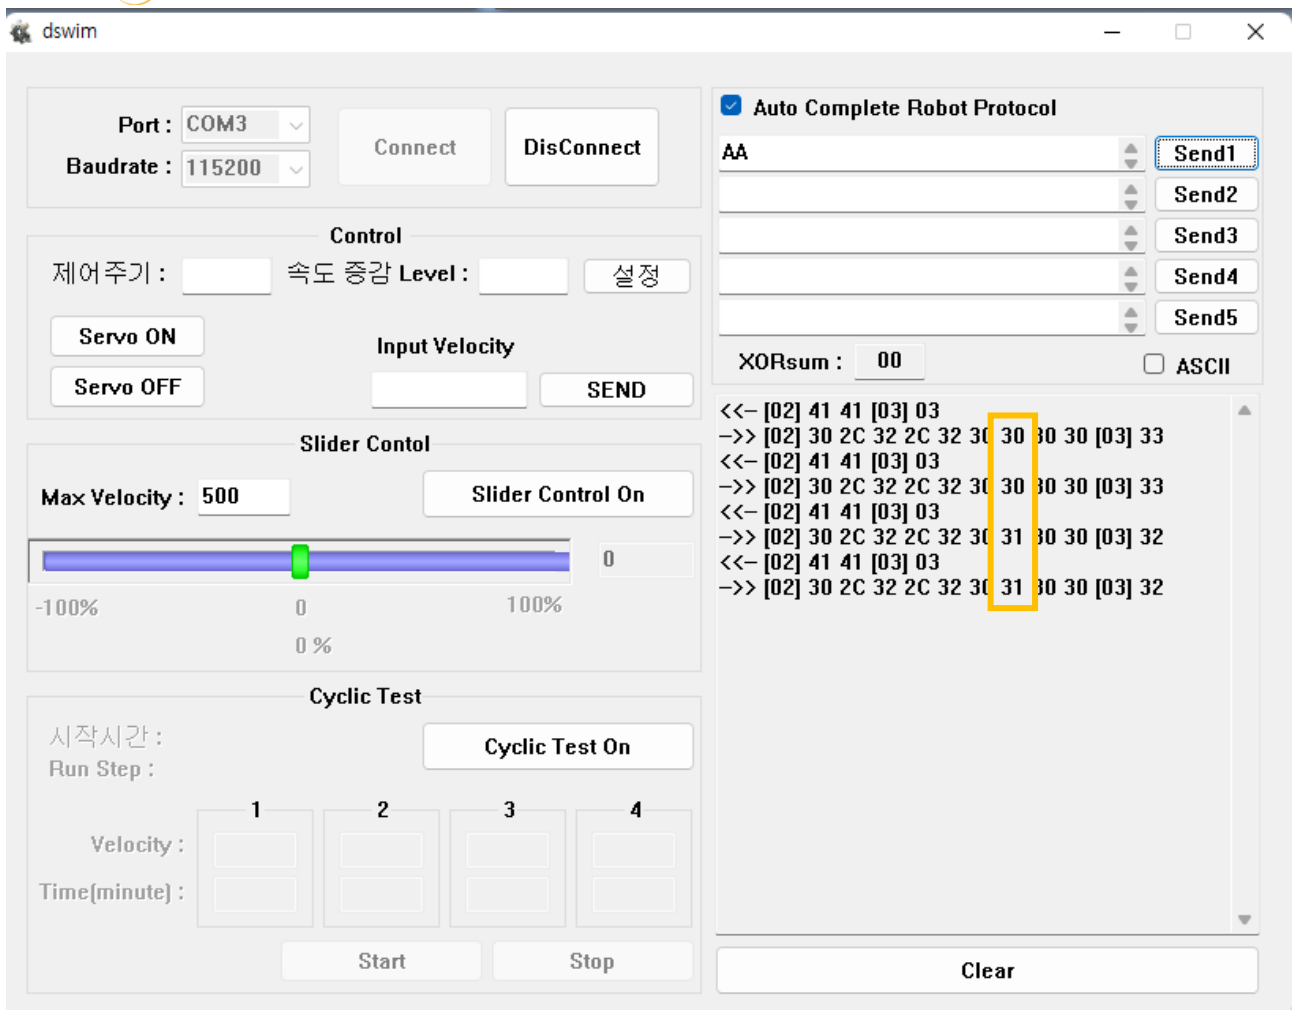 dswim
Port : COM3
Baudrate : 115200
Connect
DisConnect
Control
제어주기 :
속도 증감 Level :
설정
Servo ON
Servo OFF
Input Velocity
SEND
Slider Contol
Max Velocity : 500
Slider Control On
0
-100%
0
100%
0 %
Cyclic Test
시작시간 :
Run Step :
Cyclic Test On
1
2
3
4
Velocity :
Time(minute) :
Start
Stop
Auto Complete Robot Protocol
AA
Send1
Send2
Send3
Send4
Send5
XORsum : 00
ASCII
<<- [02] 41 41 [03] 03
->> [02] 30 2C 32 2C 32 30 30 30 30 [03] 33
<<- [02] 41 41 [03] 03
->> [02] 30 2C 32 2C 32 30 30 30 30 [03] 33
<<- [02] 41 41 [03] 03
->> [02] 30 2C 32 2C 32 30 31 30 30 [03] 32
<<- [02] 41 41 [03] 03
->> [02] 30 2C 32 2C 32 30 31 30 30 [03] 32
Clear